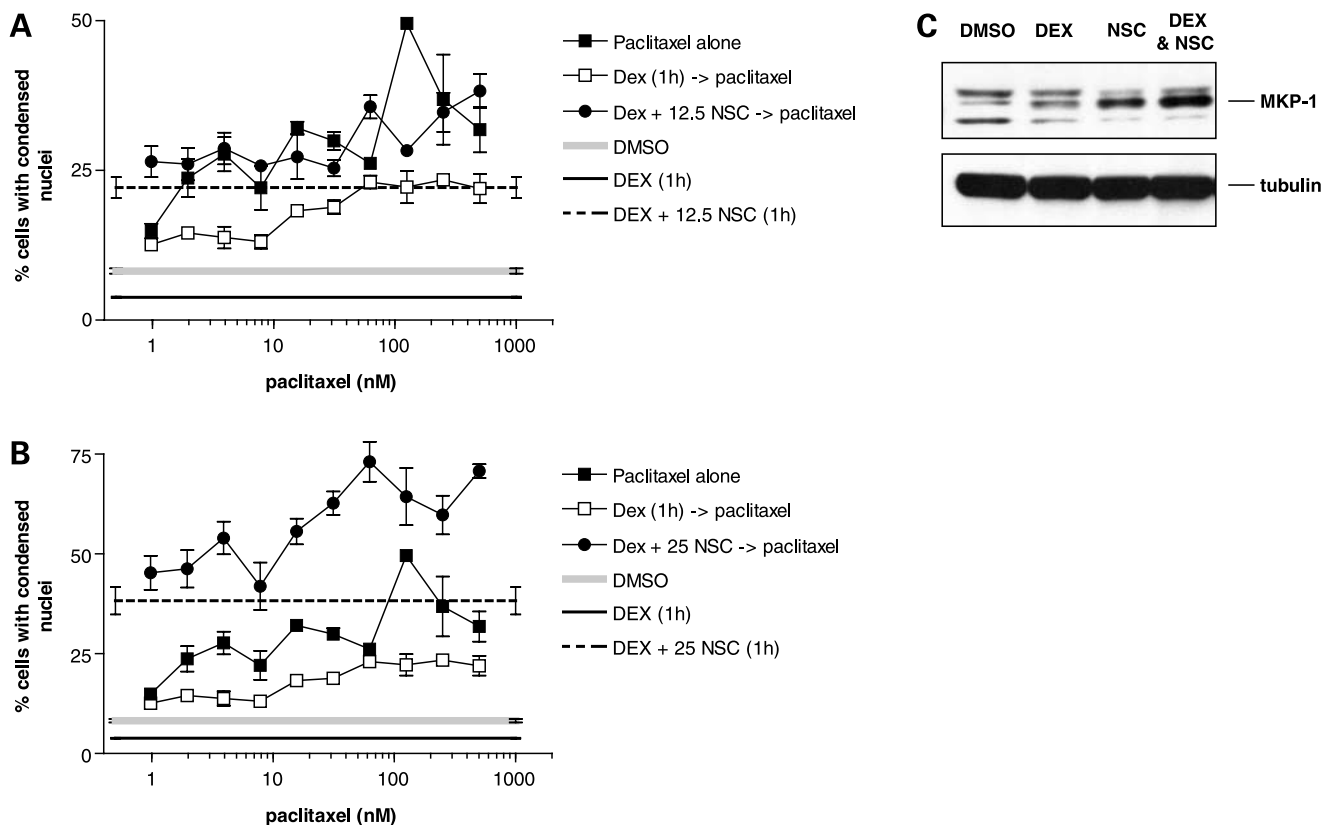 A
50
25
0
% cells with condensed
nuclei
1
10
100
1000
paclitaxel (nM)
Paclitaxel alone
Dex (1h) -> paclitaxel
Dex + 12.5 NSC -> paclitaxel
DMSO
DEX (1h)
DEX + 12.5 NSC (1h)
B
75
50
25
0
% cells with condensed
nuclei
1
10
100
1000
paclitaxel (nM)
Paclitaxel alone
Dex (1h) -> paclitaxel
Dex + 25 NSC -> paclitaxel
DMSO
DEX (1h)
DEX + 25 NSC (1h)
C
DMSO
DEX
NSC
DEX
& NSC
MKP-1
tubulin